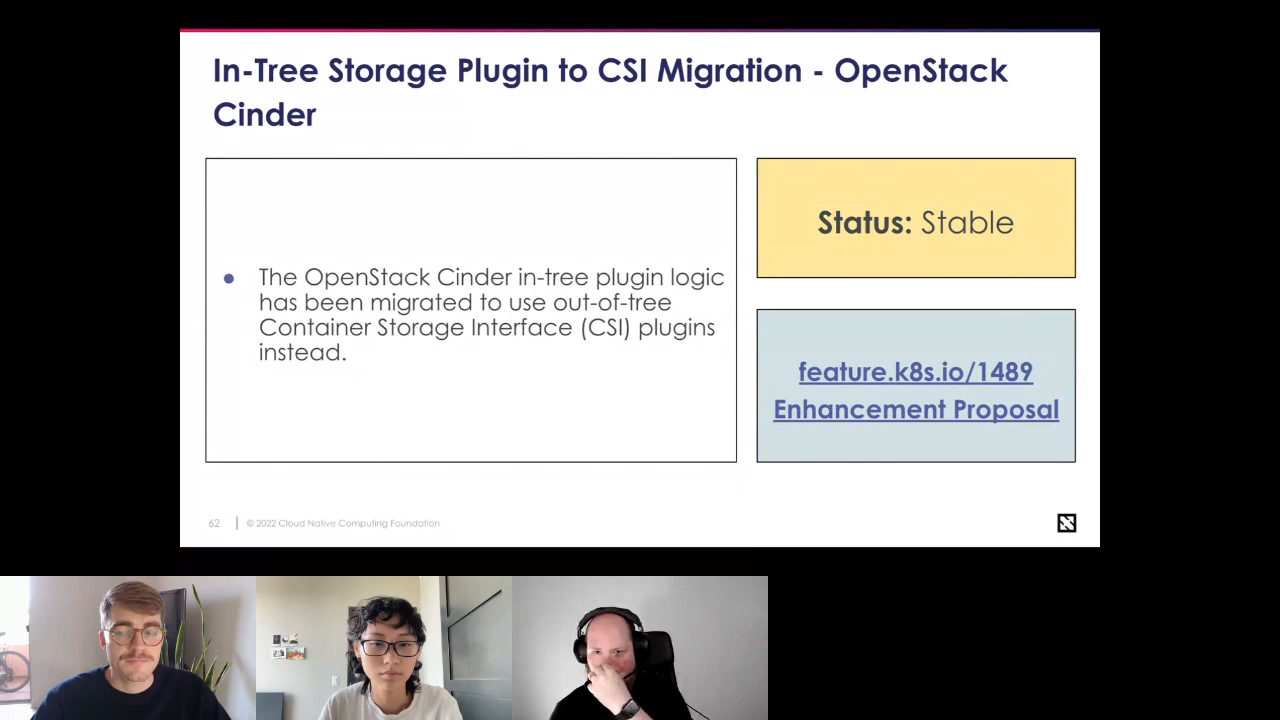 In-Tree Storage Plugin to CSI Migration - OpenStack
Cinder
● The OpenStack Cinder in-tree plugin logic
has been migrated to use out-of-tree
Container Storage Interface (CSI) plugins
instead.
Status: Stable
feature.k8s.io/1489
Enhancement Proposal
62 | © 2022 Cloud Native Computing Foundation